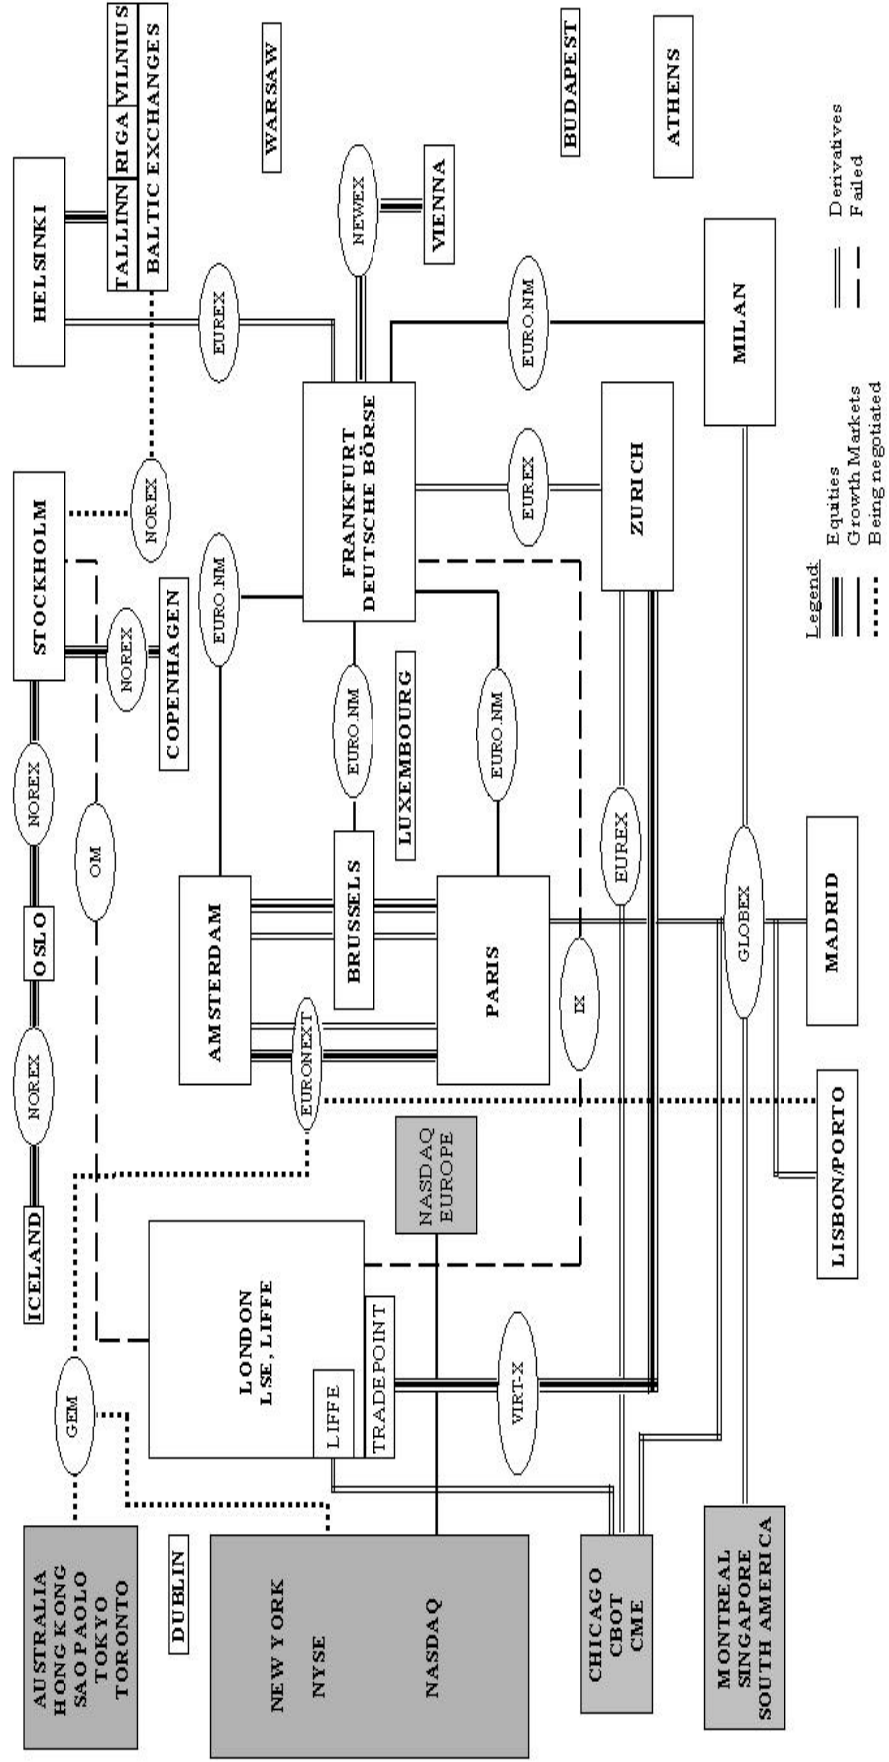 AUSTRALIA
HONG KONG
SAO PAOLO
TOKYO
TORONTO
GEM
ICELAND
NOREX
OSLO
NOREX
STOCKHOLM
HELSINKI
TALLINN
RIGA
VILNIUS
BALTIC EXCHANGES
OM
NOREX
NOREX
COPENHAGEN
DUBLIN
NEW YORK
NYSE
NASDAQ
LONDON
LSE, LIFFE
LIFFE
TRADEPOINT
EURONEXT
AMSTERDAM
EURO.NM
EUREX
WARSAW
NASDAQ
EUROPE
BRUSSELS
EURO.NM
LUXEMBOURG
FRANKFURT
DEUTSCHE BÖRSE
NEWEX
VIENNA
PARIS
EURO.NM
VIRT-X
IX
EUREX
EURO.NM
BUDAPEST
CHICAGO
CBOT
CME
EUREX
ZURICH
ATHENS
MONTREAL
SINGAPORE
SOUTH AMERICA
GLOBEX
MILAN
LISBON/PORTO
MADRID
Legend:
Equities
Growth Markets
Being negotiated
Derivatives
Failed